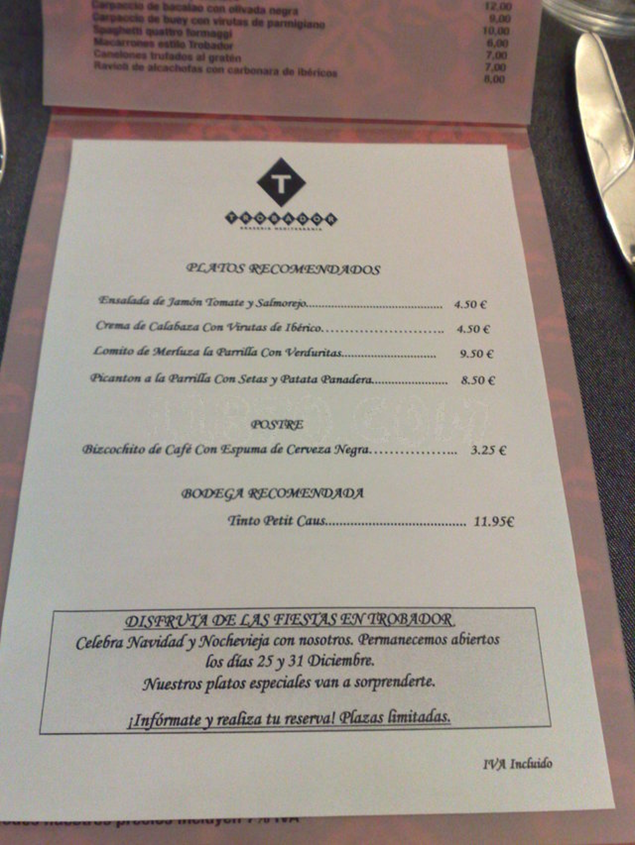 Carpaccio de bacalao con olivada negra 12,00
Carpaccio de buey con virutas de parmigiano 9,00
Spaghetti quattro formaggi 10,00
Macarrones estilo Trobador 6,00
Canelones trufados al gratén 7,00
Ravioli de alcachofas con carbonara de ibéricos 7,00
8,00
T
TROBADOR
BRASERIA MEDITERRÀNIA
PLATOS RECOMENDADOS
Ensalada de Jamón Tomate y Salmorejo........................................ 4.50 €
Crema de Calabaza Con Virutas de Ibérico........................ 4.50 €
Lomito de Merluza la Parrilla Con Verduritas........................... 9.50 €
Picanton a la Parrilla Con Setas y Patata Panadera...................... 8.50 €
POSTRE
Bizcochito de Café Con Espuma de Cerveza Negra.................. 3.25 €
BODEGA RECOMENDADA
Tinto Petit Caus......................................... 11.95€
DISFRUTA DE LAS FIESTAS EN TROBADOR
Celebra Navidad y Nochevieja con nosotros. Permanecemos abiertos
los días 25 y 31 Diciembre.
Nuestros platos especiales van a sorprenderte.
¡Infórmate y realiza tu reserva! Plazas limitadas.
IVA Incluido
nuestros precios incluyen 7% IVA